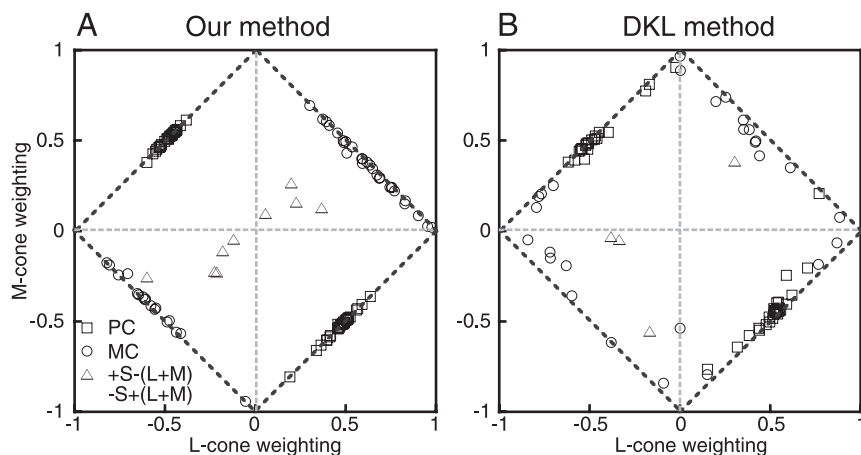 A Our method
B DKL method
M-cone weighting
1
0.5
0
-0.5
-1
-1 -0.5 0 0.5 1
L-cone weighting
PC
MC
+S-(L+M)
-S+(L+M)
1
0.5
0
-0.5
-1
-1 -0.5 0 0.5 1
L-cone weighting